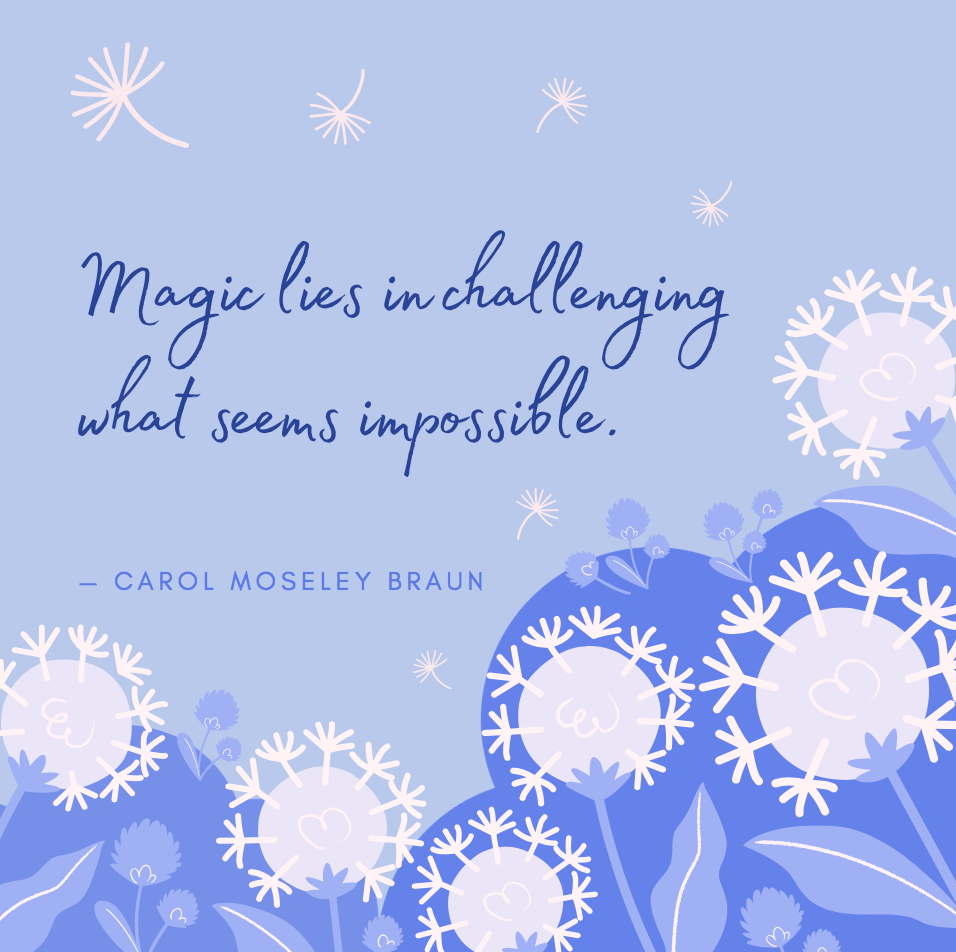 Magic lies in challenging
what seems impossible.
— CAROL MOSELEY BRAUN